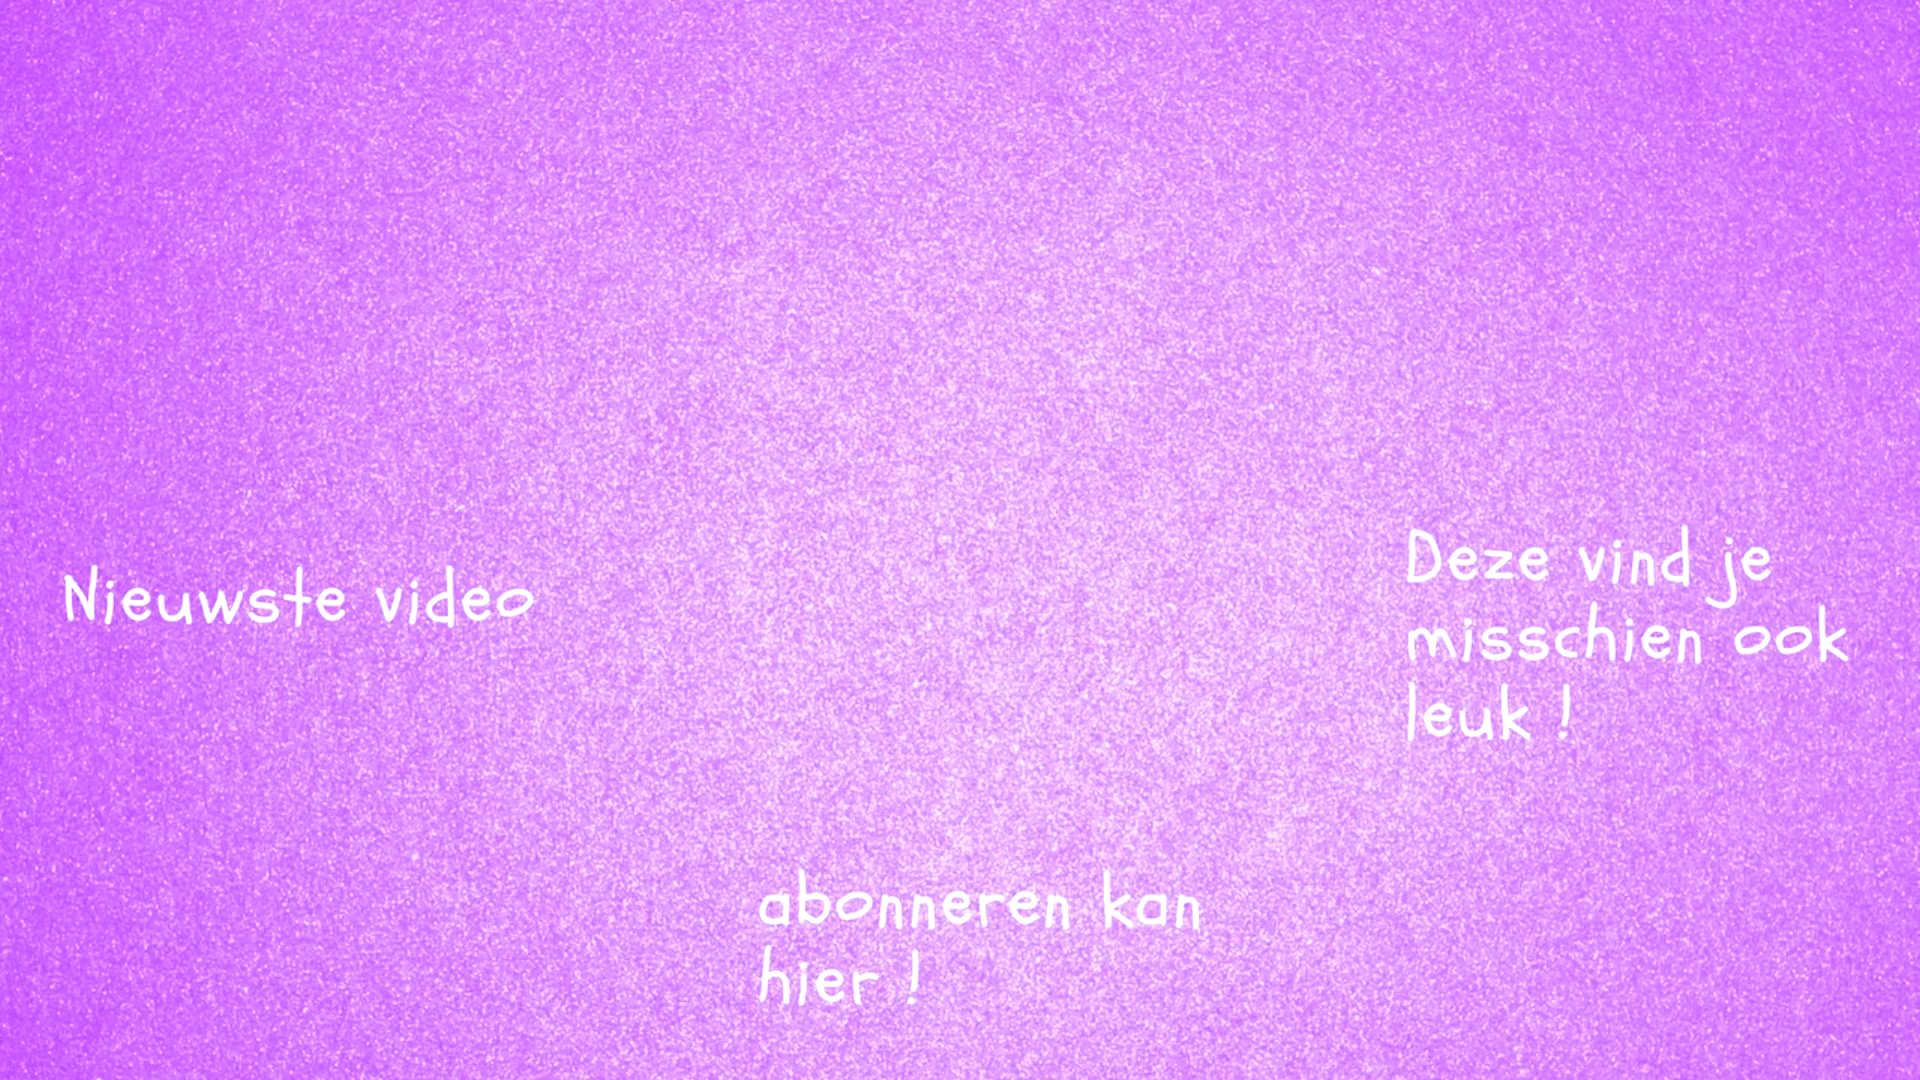 Nieuwste video
Deze vind je
misschien ook
leuk !
abonneren kan
hier !